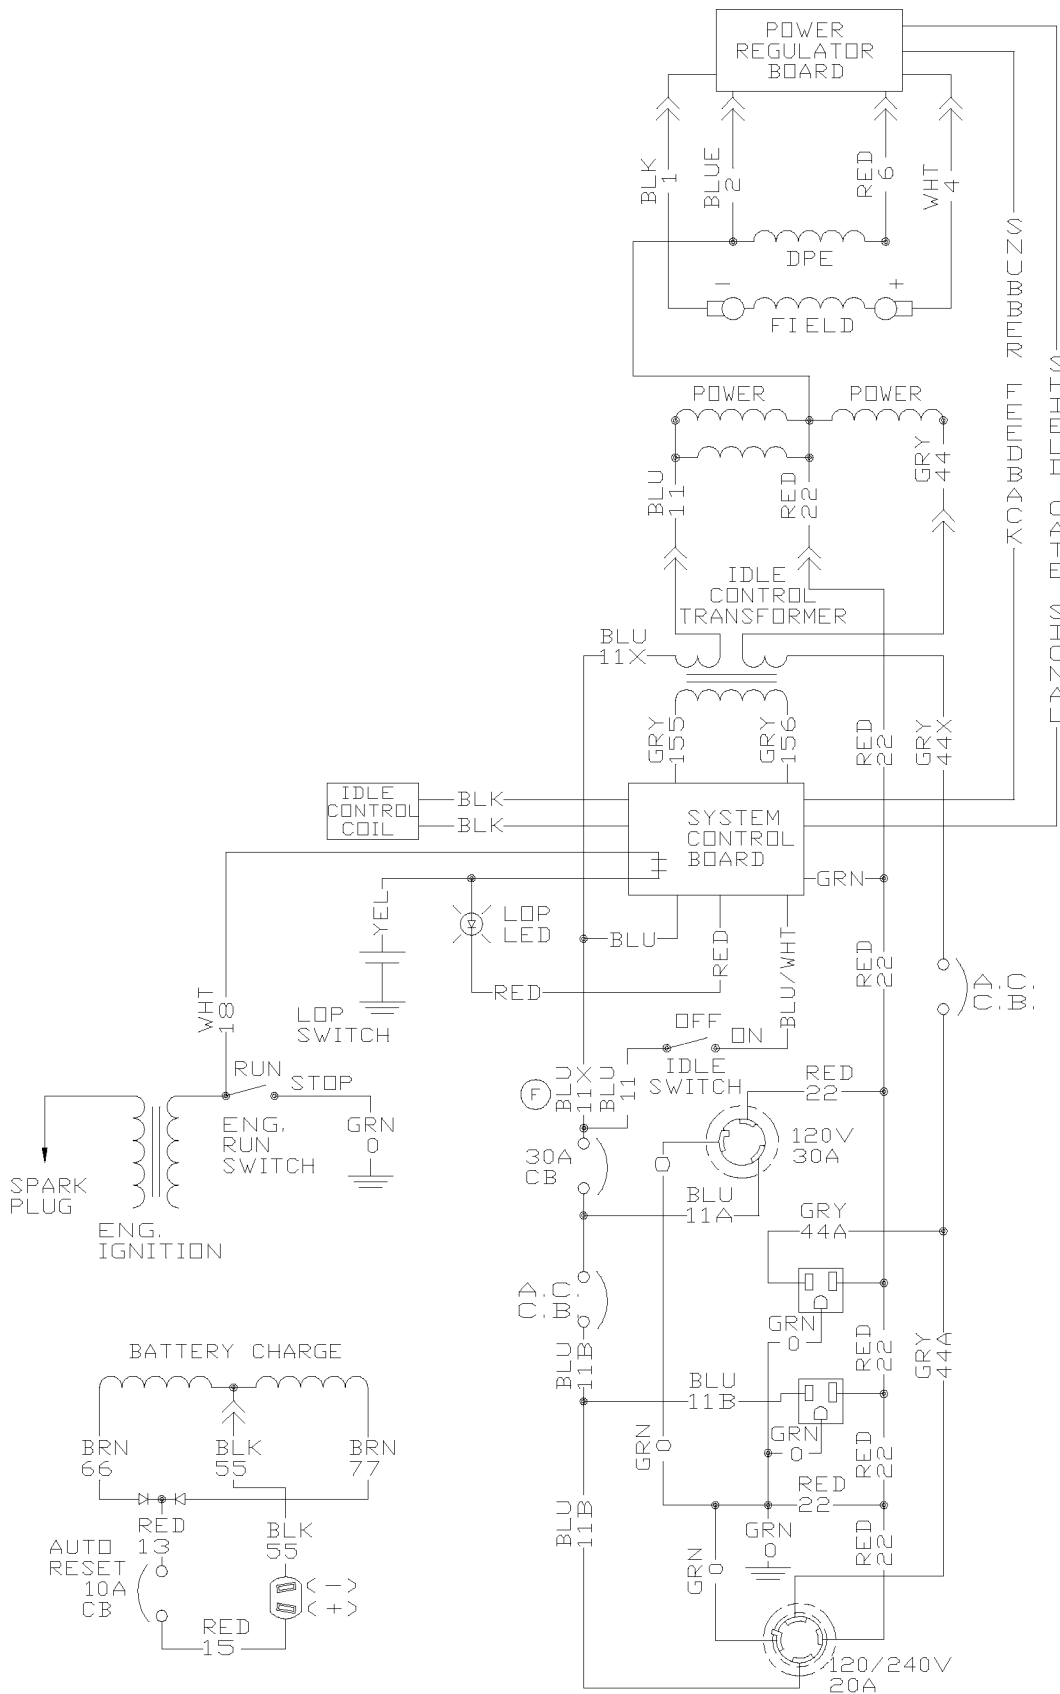 POWER
REGULATOR
BOARD
BLK
1
BLUE
2
RED
6
WHT
4
DPE
-
+
FIELD
SNUBBER FEEDBACK
SHIELD GATE SIGNAL
POWER
POWER
BLU
11
RED
22
GRY
44
IDLE
CONTROL
TRANSFORMER
BLU
11X
GRY
155
GRY
156
RED
22
GRY
44X
IDLE
CONTROL
COIL
BLK
BLK
SYSTEM
CONTROL
BOARD
GRN
YEL
LOP
LED
BLU
RED
BLU/WHT
RED
22
A.C.
C.B.
RED
WHT
18
LOP
SWITCH
OFF
ON
IDLE
SWITCH
RUN
STOP
F
BLU
11X
BLU
11
RED
22
GRN
0
ENG.
RUN
SWITCH
120V
30A
30A
CB
0
SPARK
PLUG
BLU
11A
ENG.
IGNITION
GRY
44A
A.C.
C.B.
GRN
0
BATTERY CHARGE
BLU
11B
RED
22
GRY
44A
BLU
11B
GRN
0
GRN
0
RED
22
BRN
66
BLK
55
BRN
77
RED
22
BLU
11B
GRN
0
RED
22
RED
13
BLK
55
AUTO
RESET
10A
CB
GRN
0
(-)
(+)
RED
15
120/240V
20A